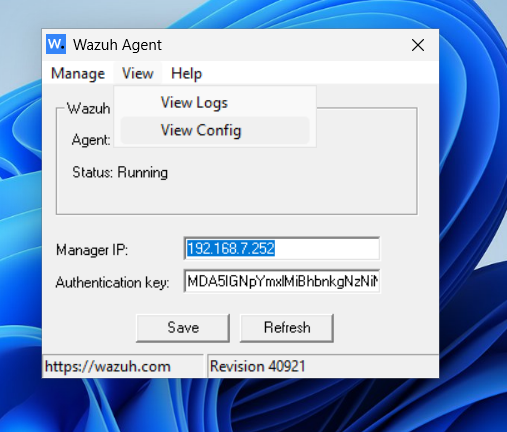 W. Wazuh Agent
Manage View Help
View Logs
View Config
Wazuh
Agent:
Status: Running
Manager IP: 192.168.7.252
Authentication key:
Save Refresh
https://wazuh.com Revision 40921